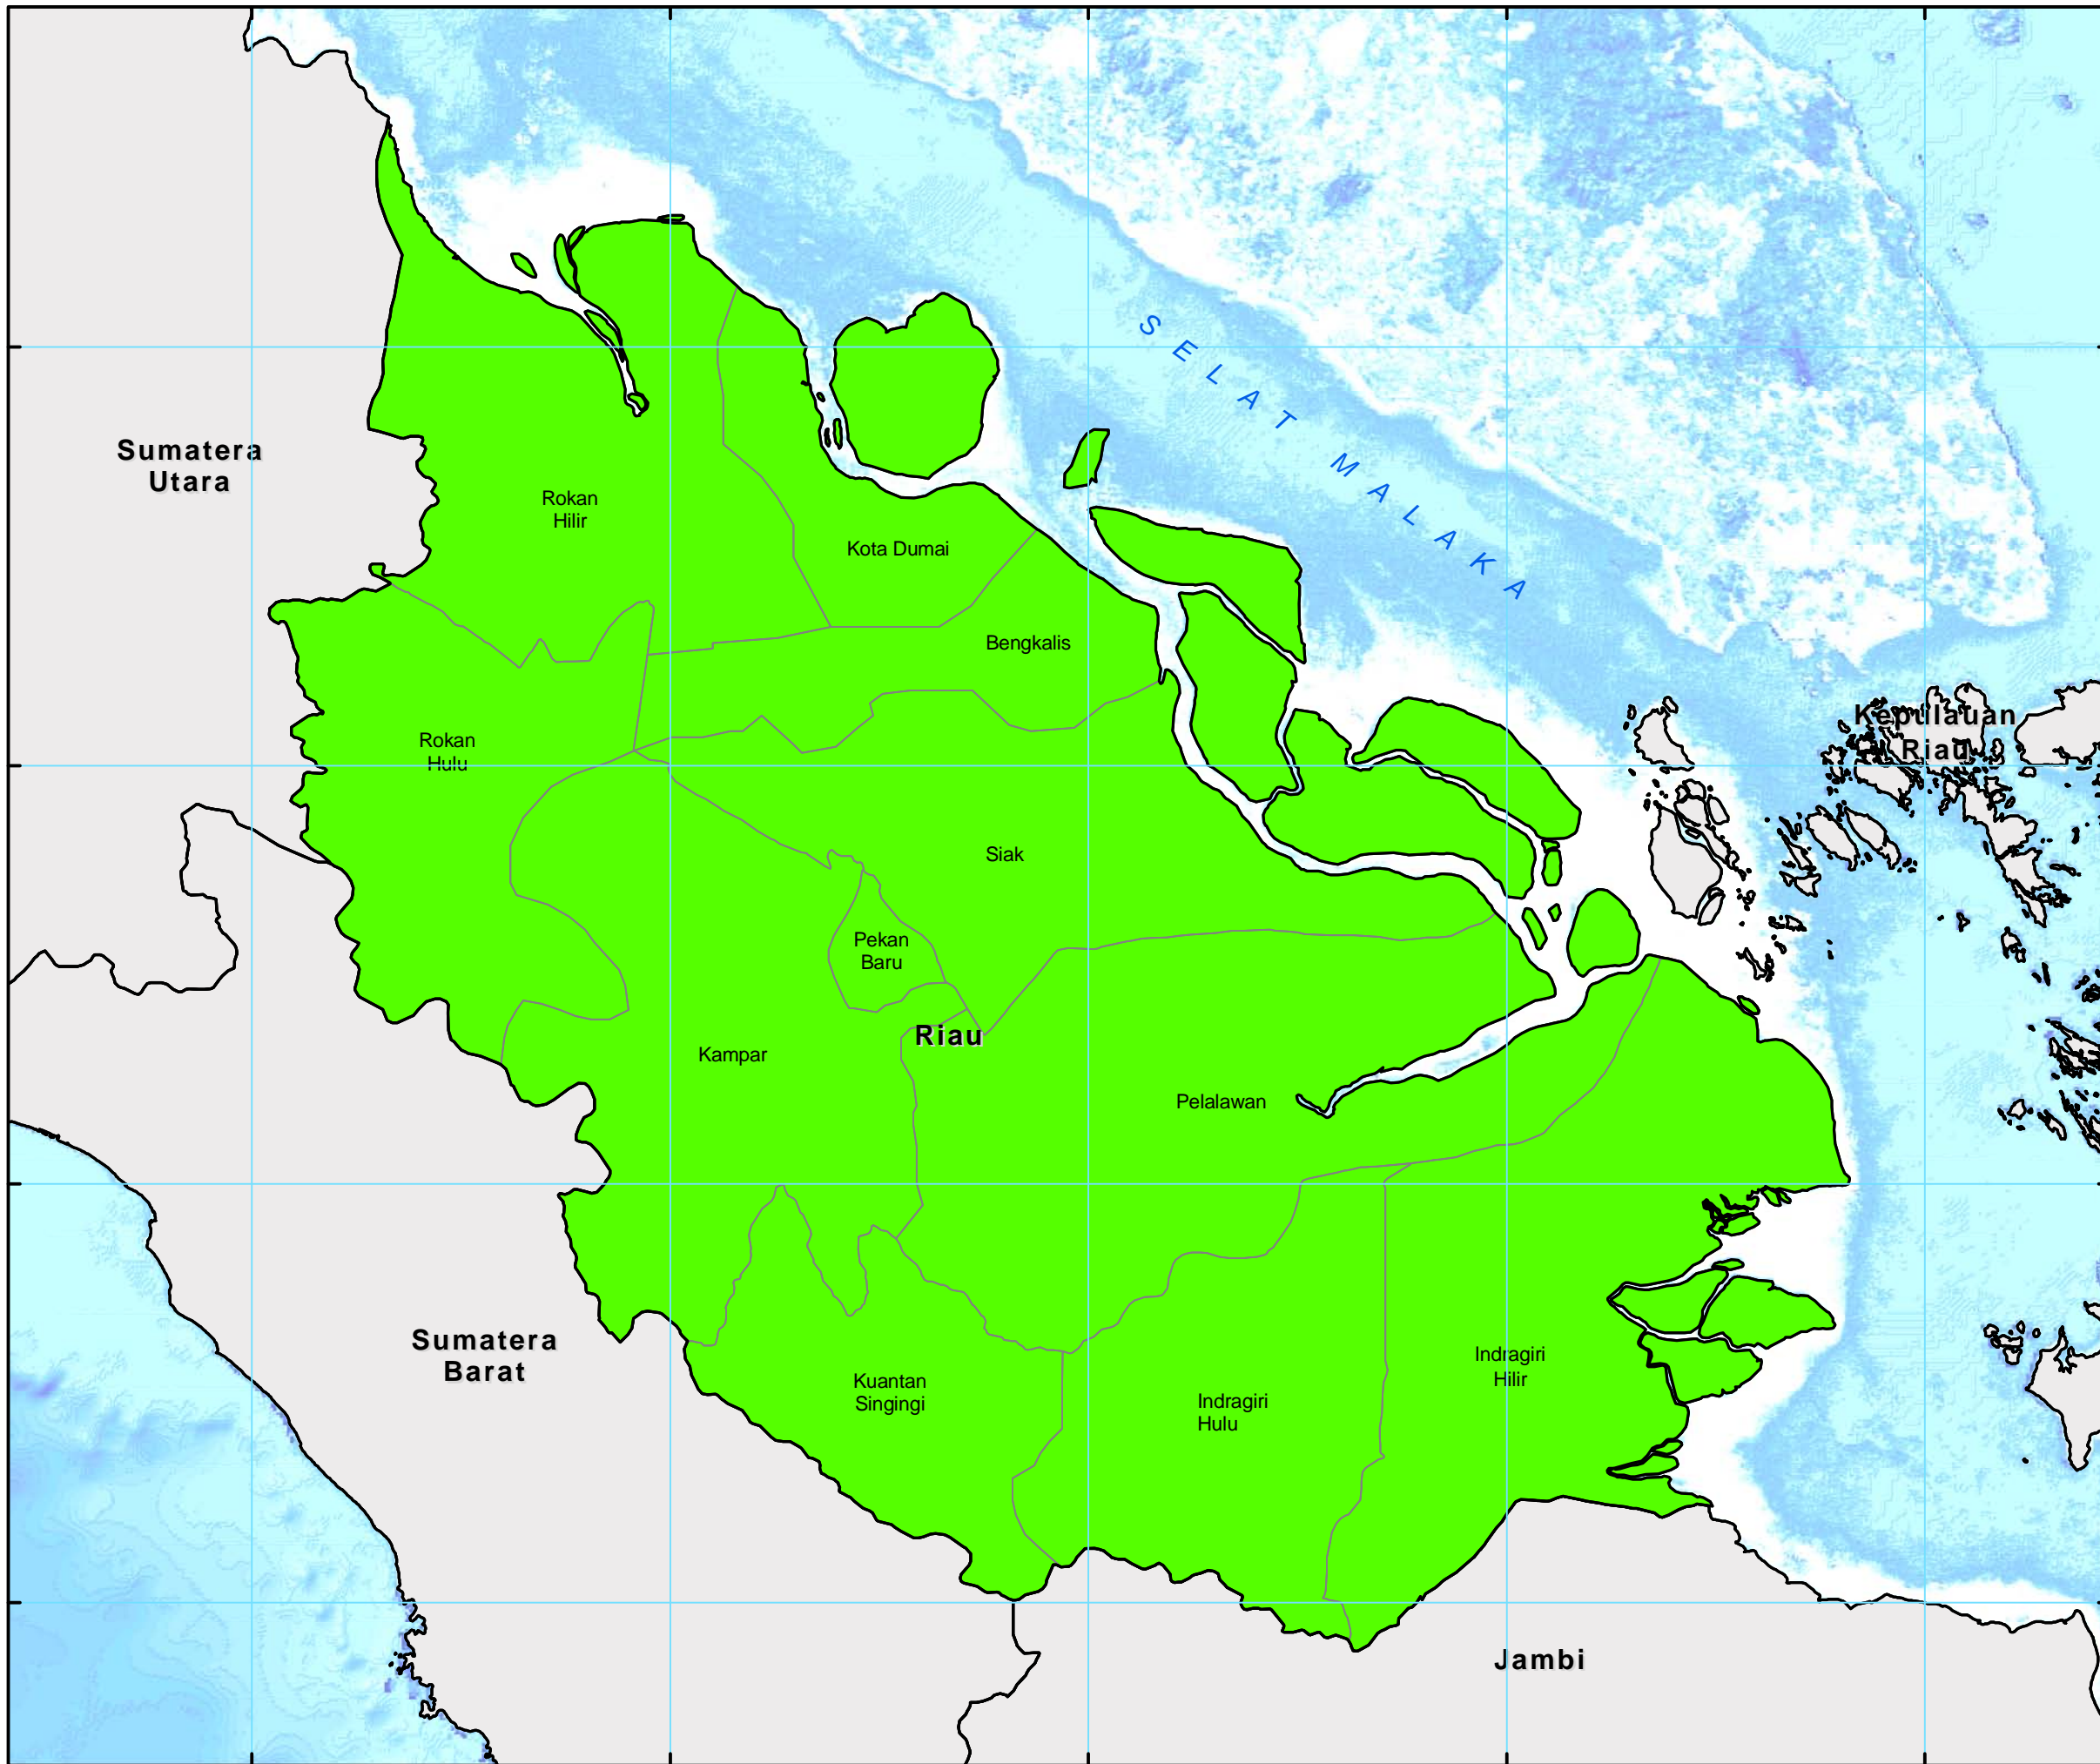 SELAT MALAKA
Sumatera
Utara
Rokan
Hilir
Kota Dumai
Bengkalis
Kepulauan
Riau
Rokan
Hulu
Siak
Pekan
Baru
Riau
Kampar
Pelalawan
Sumatera
Barat
Kuantan
Singingi
Indragiri
Hulu
Indragiri
Hilir
Jambi